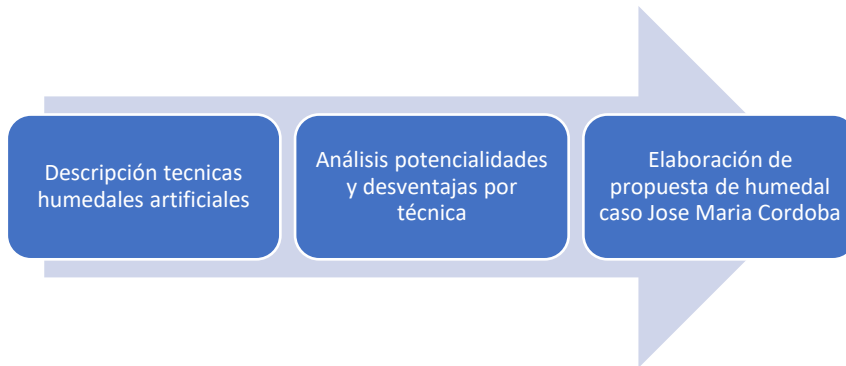 Descripción tecnicas
humedales artificiales
Análisis potencialidades
y desventajas por
técnica
Elaboración de
propuesta de humedal
caso Jose Maria Cordoba